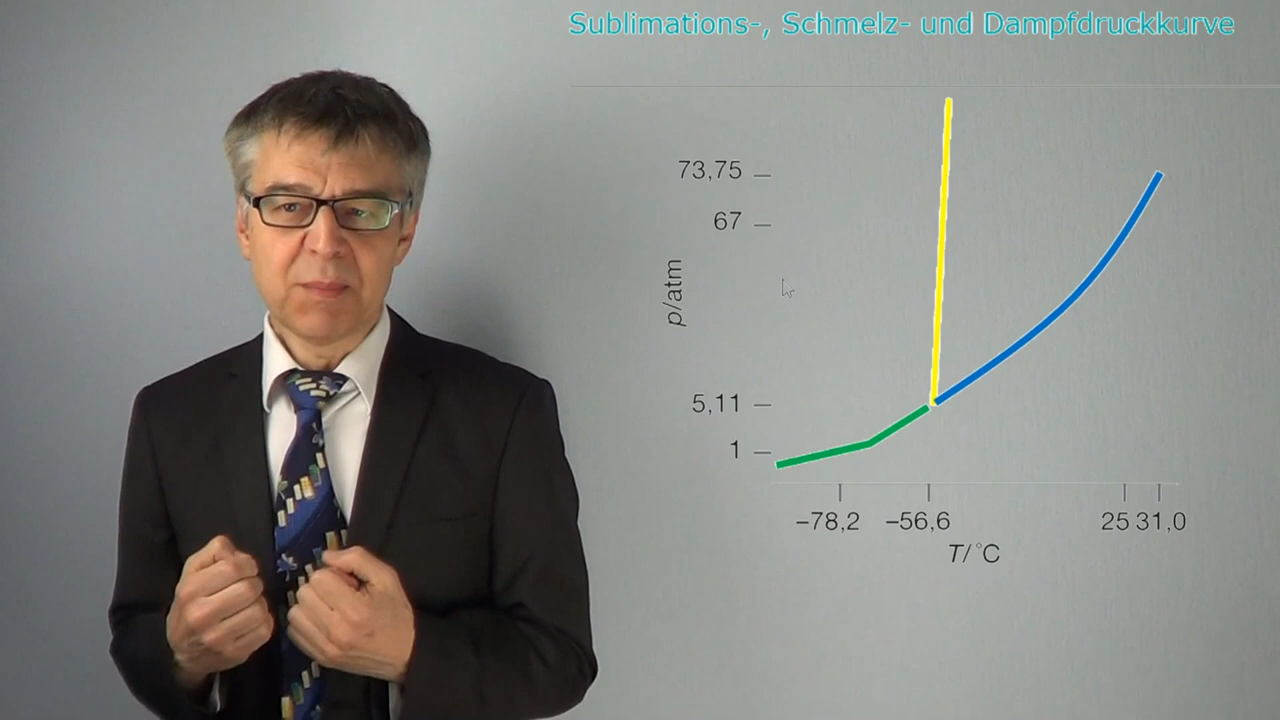 Sublimations-, Schmelz- und Dampfdruckkurve
73,75
67
p/atm
5,11
1
–78,2 –56,6 25 31,0
T/°C